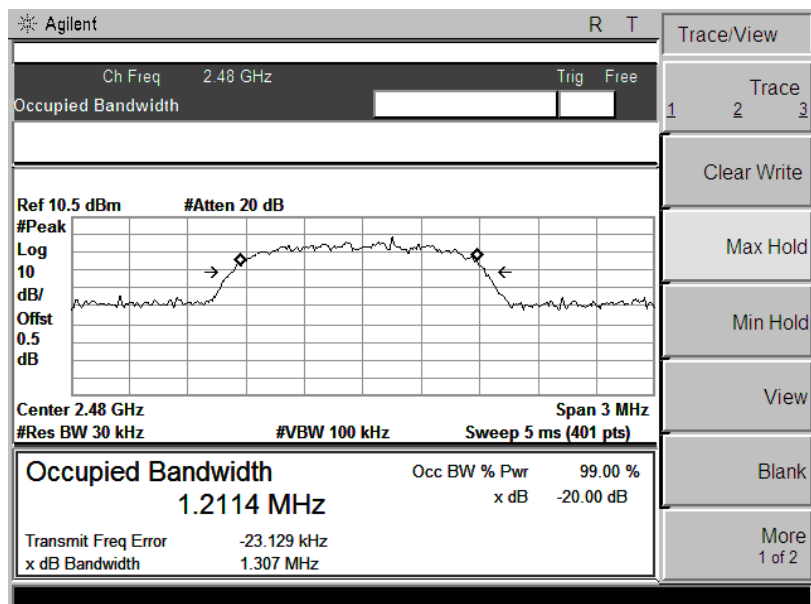 Agilent R T
Ch Freq 2.48 GHz Trig Free
Occupied Bandwidth
Ref 10.5 dBm #Atten 20 dB
#Peak
Log
10
dB/
Offst
0.5
dB
Center 2.48 GHz Span 3 MHz
#Res BW 30 kHz #VBW 100 kHz Sweep 5 ms (401 pts)
Occupied Bandwidth Occ BW % Pwr 99.00 %
1.2114 MHz x dB -20.00 dB
Transmit Freq Error -23.129 kHz
x dB Bandwidth 1.307 MHz
Trace/View
Trace
1 2 3
Clear Write
Max Hold
Min Hold
View
Blank
More
1 of 2